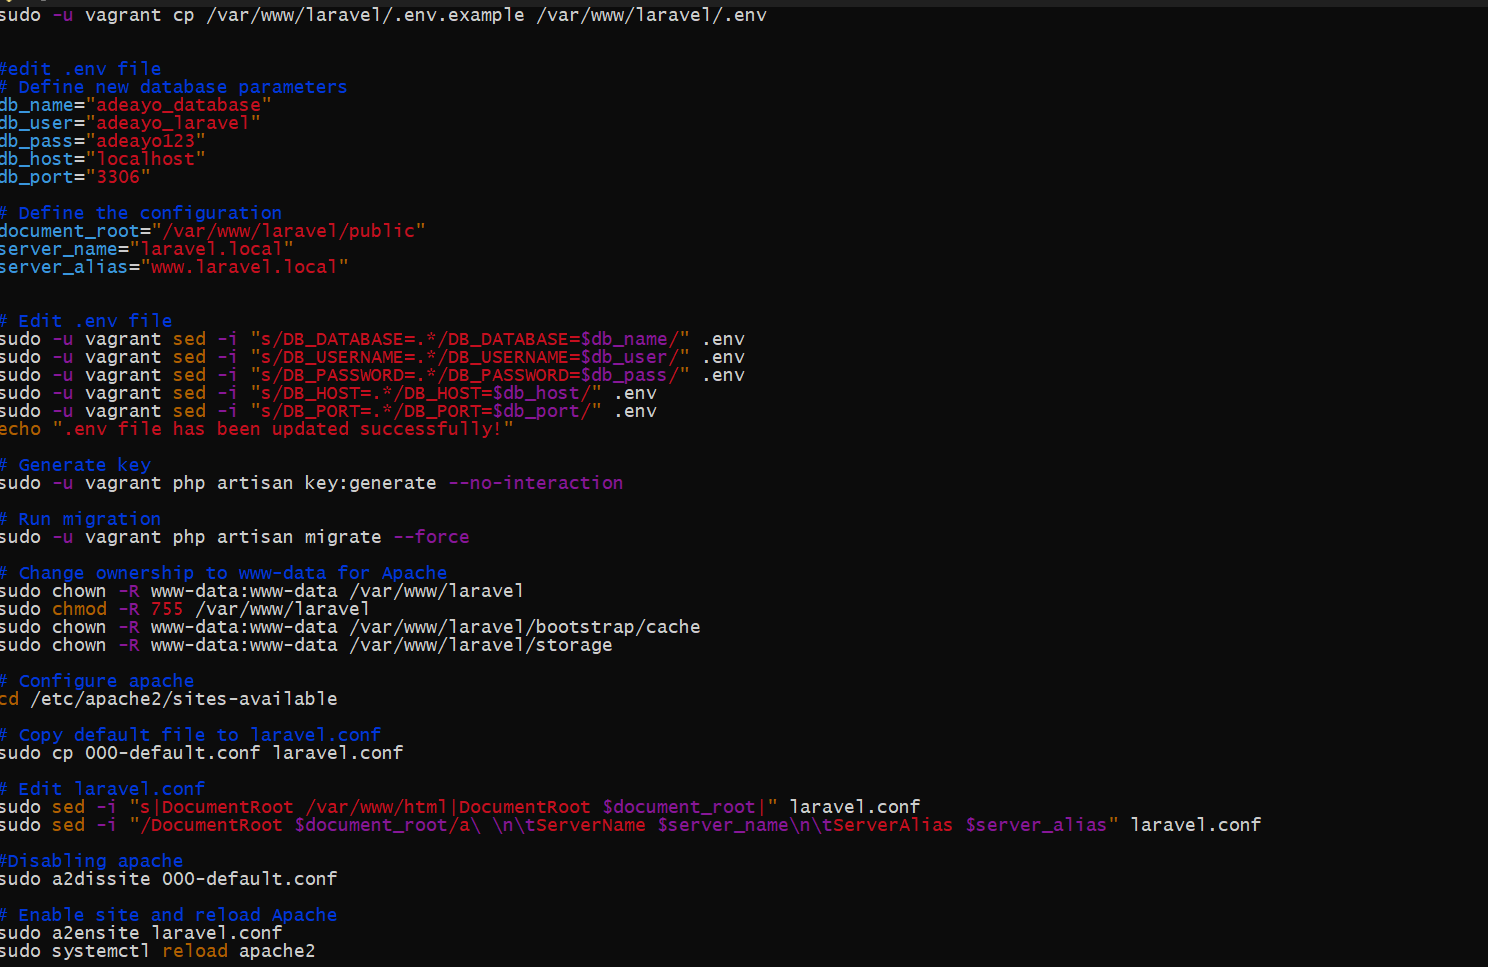 sudo -u vagrant cp /var/www/laravel/.env.example /var/www/laravel/.env
#edit .env file
# Define new database parameters
db_name="adeayo_database"
db_user="adeayo_laravel"
db_pass="adeayo123"
db_host="localhost"
db_port="3306"
# Define the configuration
document_root="/var/www/laravel/public"
server_name="laravel.local"
server_alias="www.laravel.local"
# Edit .env file
sudo -u vagrant sed -i "s/DB_DATABASE=.*/DB_DATABASE=$db_name/" .env
sudo -u vagrant sed -i "s/DB_USERNAME=.*/DB_USERNAME=$db_user/" .env
sudo -u vagrant sed -i "s/DB_PASSWORD=.*/DB_PASSWORD=$db_pass/" .env
sudo -u vagrant sed -i "s/DB_HOST=.*/DB_HOST=$db_host/" .env
sudo -u vagrant sed -i "s/DB_PORT=.*/DB_PORT=$db_port/" .env
echo ".env file has been updated successfully!"
# Generate key
sudo -u vagrant php artisan key:generate --no-interaction
# Run migration
sudo -u vagrant php artisan migrate --force
# Change ownership to www-data for Apache
sudo chown -R www-data:www-data /var/www/laravel
sudo chmod -R 755 /var/www/laravel
sudo chown -R www-data:www-data /var/www/laravel/bootstrap/cache
sudo chown -R www-data:www-data /var/www/laravel/storage
# Configure apache
cd /etc/apache2/sites-available
# Copy default file to laravel.conf
sudo cp 000-default.conf laravel.conf
# Edit laravel.conf
sudo sed -i "s|DocumentRoot /var/www/html|DocumentRoot $document_root|" laravel.conf
sudo sed -i "/DocumentRoot $document_root/a\ \n\tServerName $server_name\n\tServerAlias $server_alias" laravel.conf
#Disabling apache
sudo a2dissite 000-default.conf
# Enable site and reload Apache
sudo a2ensite laravel.conf
sudo systemctl reload apache2